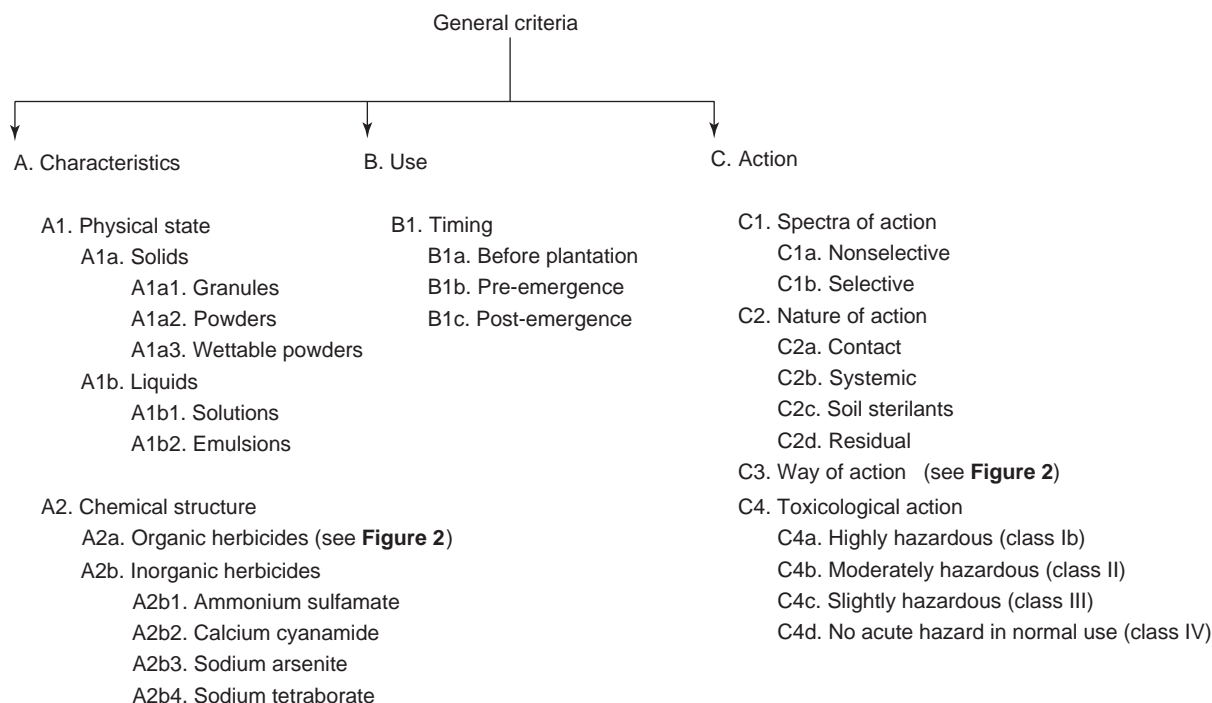 General criteria
A. Characteristics
A1. Physical state
A1a. Solids
A1a1. Granules
A1a2. Powders
A1a3. Wettable powders
A1b. Liquids
A1b1. Solutions
A1b2. Emulsions
A2. Chemical structure
A2a. Organic herbicides (see Figure 2)
A2b. Inorganic herbicides
A2b1. Ammonium sulfamate
A2b2. Calcium cyanamide
A2b3. Sodium arsenite
A2b4. Sodium tetraborate
B. Use
B1. Timing
B1a. Before plantation
B1b. Pre-emergence
B1c. Post-emergence
C. Action
C1. Spectra of action
C1a. Nonselective
C1b. Selective
C2. Nature of action
C2a. Contact
C2b. Systemic
C2c. Soil sterilants
C2d. Residual
C3. Way of action (see Figure 2)
C4. Toxicological action
C4a. Highly hazardous (class Ib)
C4b. Moderately hazardous (class II)
C4c. Slightly hazardous (class III)
C4d. No acute hazard in normal use (class IV)